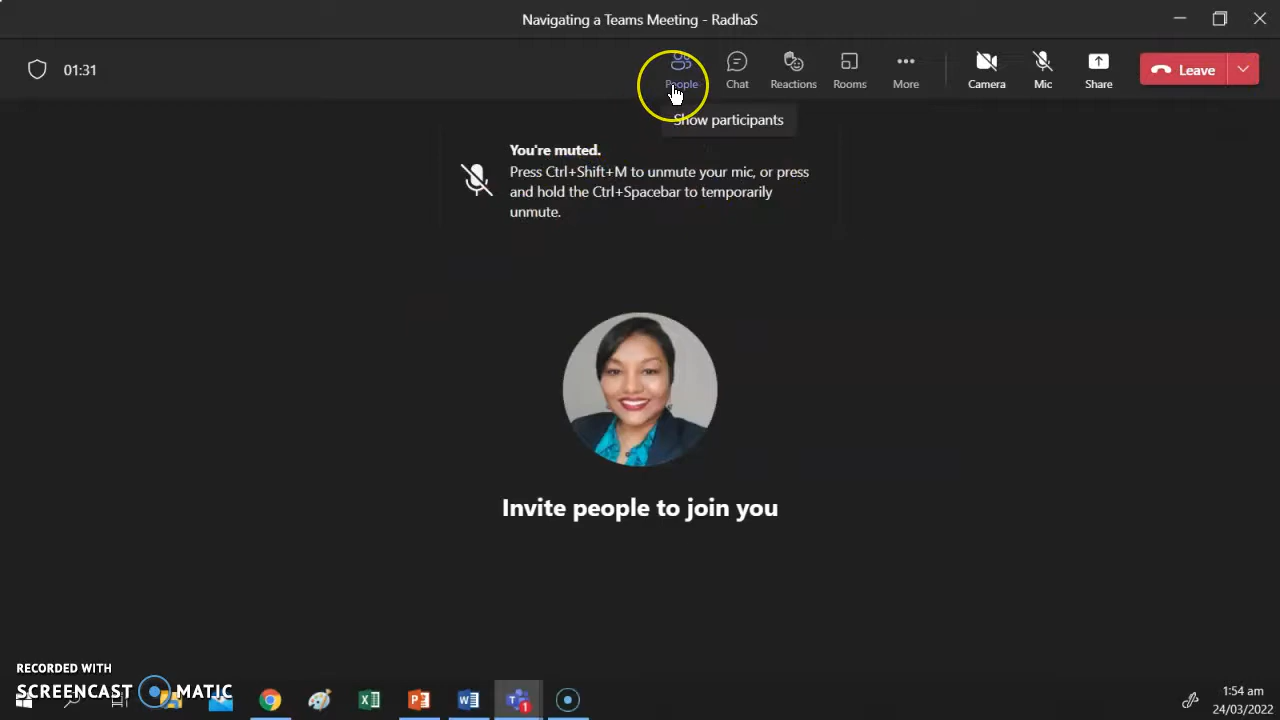 Navigating a Teams Meeting - RadhaS
01:31
People
Chat
Reactions
Rooms
More
Camera
Mic
Share
Leave
Show participants
You're muted.
Press Ctrl+Shift+M to unmute your mic, or press
and hold the Ctrl+Spacebar to temporarily
unmute.
Invite people to join you
RECORDED WITH
SCREENCAST MATIC
1
1:54 am
24/03/2022